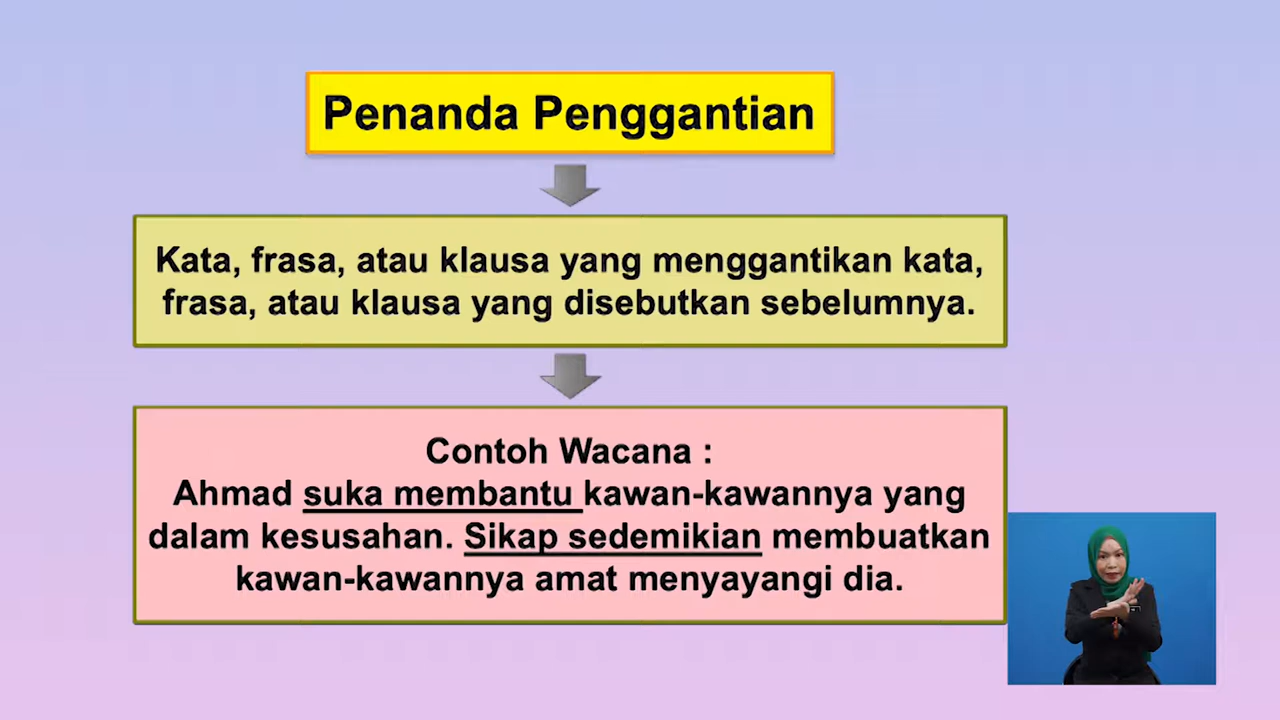 Penanda Penggantian
Kata, frasa, atau klausa yang menggantikan kata,
frasa, atau klausa yang disebutkan sebelumnya.
Contoh Wacana :
Ahmad suka membantu kawan-kawannya yang
dalam kesusahan. Sikap sedemikian membuatkan
kawan-kawannya amat menyayangi dia.